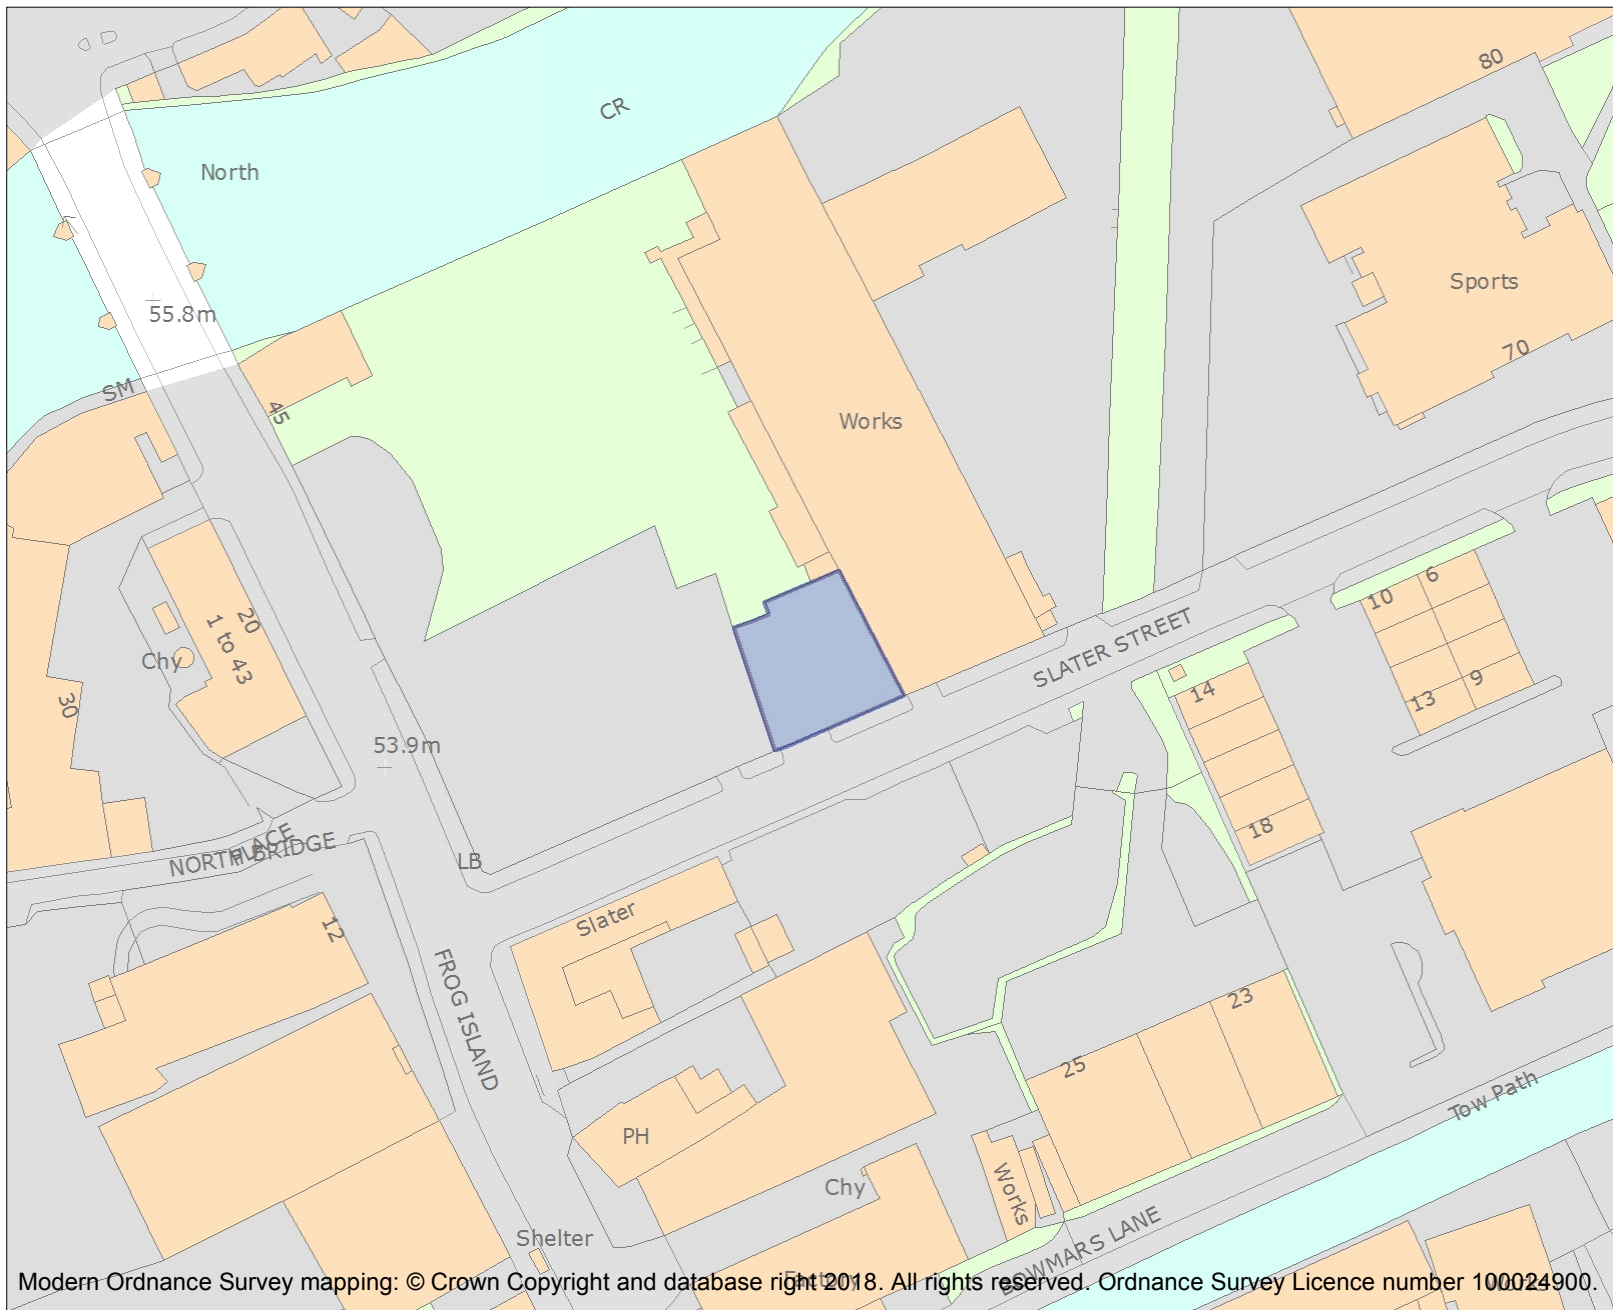 80
CR
North
Sports
55.8m
70
SM
45
Works
6
10
20
1 to 43
SLATER STREET
Chy
14
9
13
30
53.9m
18
PLACE
NORTH BRIDGE
LB
Slater
12
23
FROG ISLAND
25
Tow Path
PH
Chy
Works
BOWMARS LANE
Shelter
Factory
Works
Modern Ordnance Survey mapping: © Crown Copyright and database right 2018. All rights reserved. Ordnance Survey Licence number 100024900.